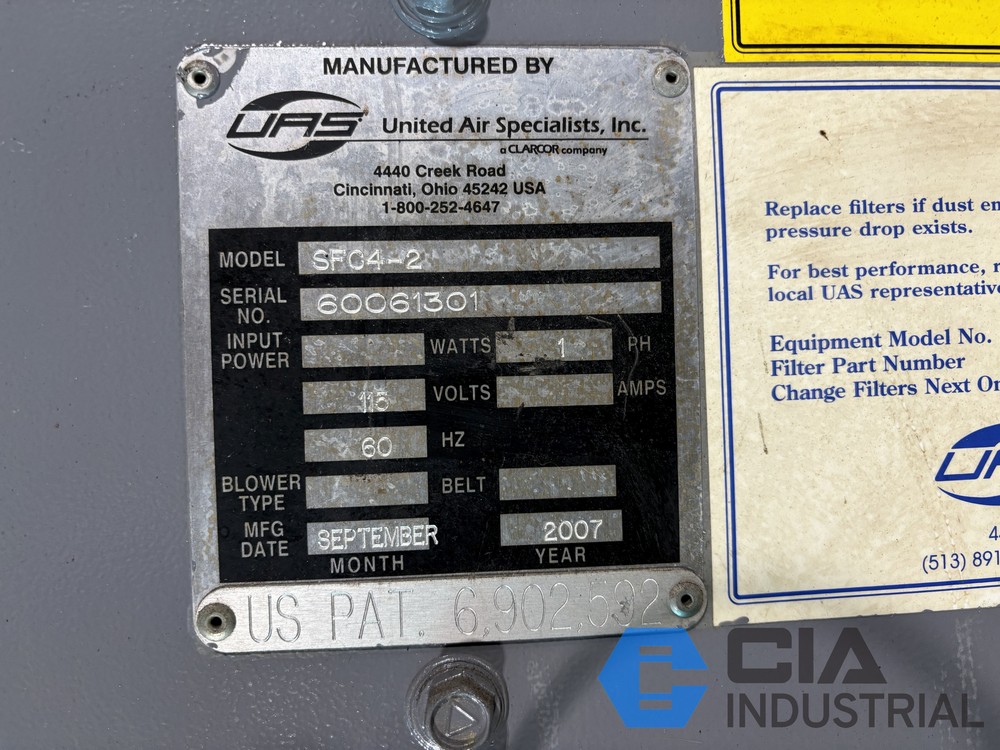 MANUFACTURED BY
UAS United Air Specialists, Inc.
a CLARCOR company
4440 Creek Road
Cincinnati, Ohio 45242 USA
1-800-252-4647
MODEL SFC4-2
SERIAL NO. 60061301
INPUT POWER WATTS 1 PH
115 VOLTS AMPS
60 HZ
BLOWER TYPE BELT
MFG DATE SEPTEMBER 2007
MONTH YEAR
US PAT. 6,902,592
Replace filters if dust
pressure drop exists.
For best performance,
local UAS representative
Equipment Model No.
Filter Part Number
Change Filters Next
(513) 891
CIA
INDUSTRIAL